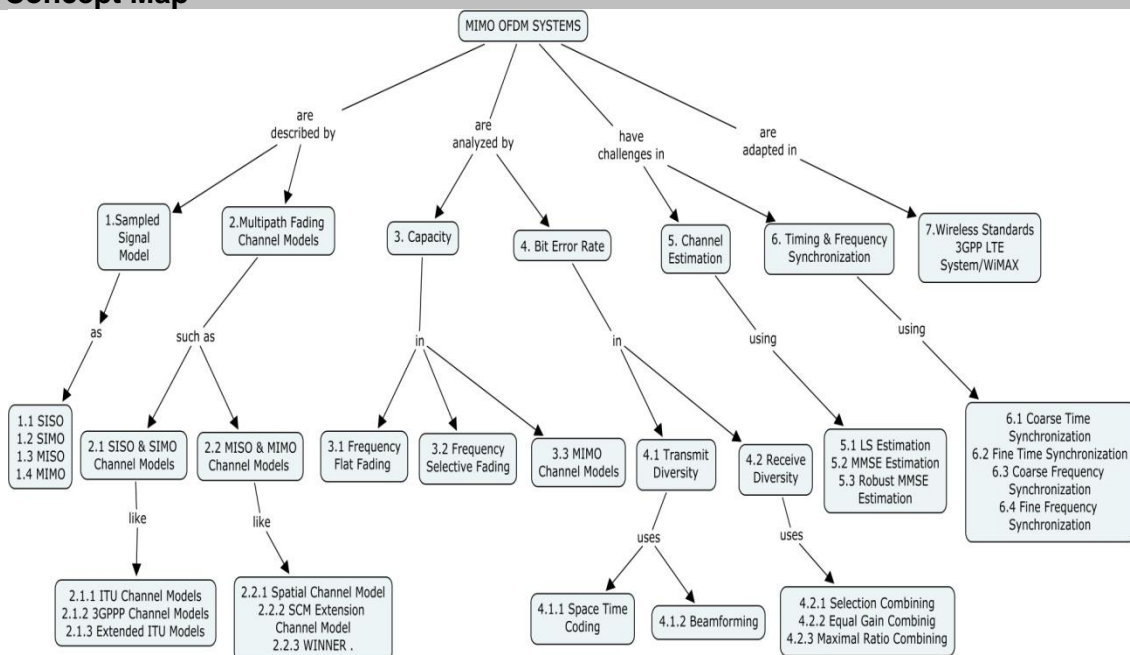 Concept Map
MIMO OFDM SYSTEMS
are
described by
are
analyzed by
have
challenges in
are
adapted in
1.Sampled
Signal
Model
2.Multipath Fading
Channel Models
3. Capacity
4. Bit Error Rate
5. Channel
Estimation
6. Timing & Frequency
Synchronization
7.Wireless Standards
3GPP LTE
System/WiMAX
as
such as
in
in
using
using
1.1 SISO
1.2 SIMO
1.3 MISO
1.4 MIMO
2.1 SISO & SIMO
Channel Models
2.2 MISO & MIMO
Channel Models
3.1 Frequency
Flat Fading
3.2 Frequency
Selective Fading
3.3 MIMO
Channel Models
4.1 Transmit
Diversity
4.2 Receive
Diversity
5.1 LS Estimation
5.2 MMSE Estimation
5.3 Robust MMSE
Estimation
6.1 Coarse Time
Synchronization
6.2 Fine Time Synchronization
6.3 Coarse Frequency
Synchronization
6.4 Fine Frequency
Synchronization
like
like
uses
uses
2.1.1 ITU Channel Models
2.1.2 3GPPP Channel Models
2.1.3 Extended ITU Models
2.2.1 Spatial Channel Model
2.2.2 SCM Extension
Channel Model
2.2.3 WINNER .
4.1.1 Space Time
Coding
4.1.2 Beamforming
4.2.1 Selection Combining
4.2.2 Equal Gain Combinig
4.2.3 Maximal Ratio Combining